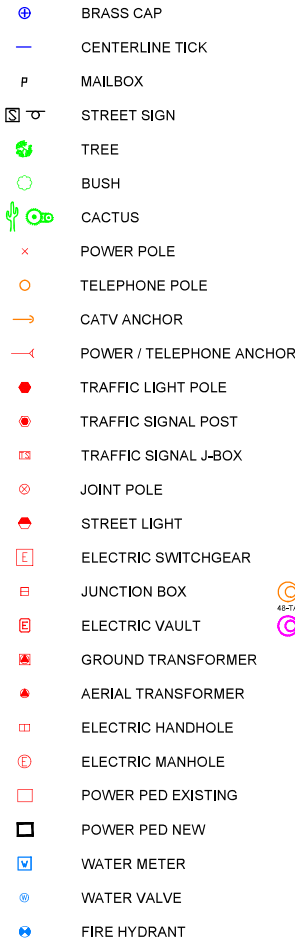 BRASS CAP
CENTERLINE TICK
P MAILBOX
S STREET SIGN
TREE
BUSH
CACTUS
POWER POLE
TELEPHONE POLE
CATV ANCHOR
POWER / TELEPHONE ANCHOR
TRAFFIC LIGHT POLE
TRAFFIC SIGNAL POST
TS TRAFFIC SIGNAL J-BOX
JOINT POLE
STREET LIGHT
E ELECTRIC SWITCHGEAR
JUNCTION BOX
E ELECTRIC VAULT
GROUND TRANSFORMER
AERIAL TRANSFORMER
ELECTRIC HANDHOLE
E ELECTRIC MANHOLE
POWER PED EXISTING
POWER PED NEW
W WATER METER
W WATER VALVE
FIRE HYDRANT